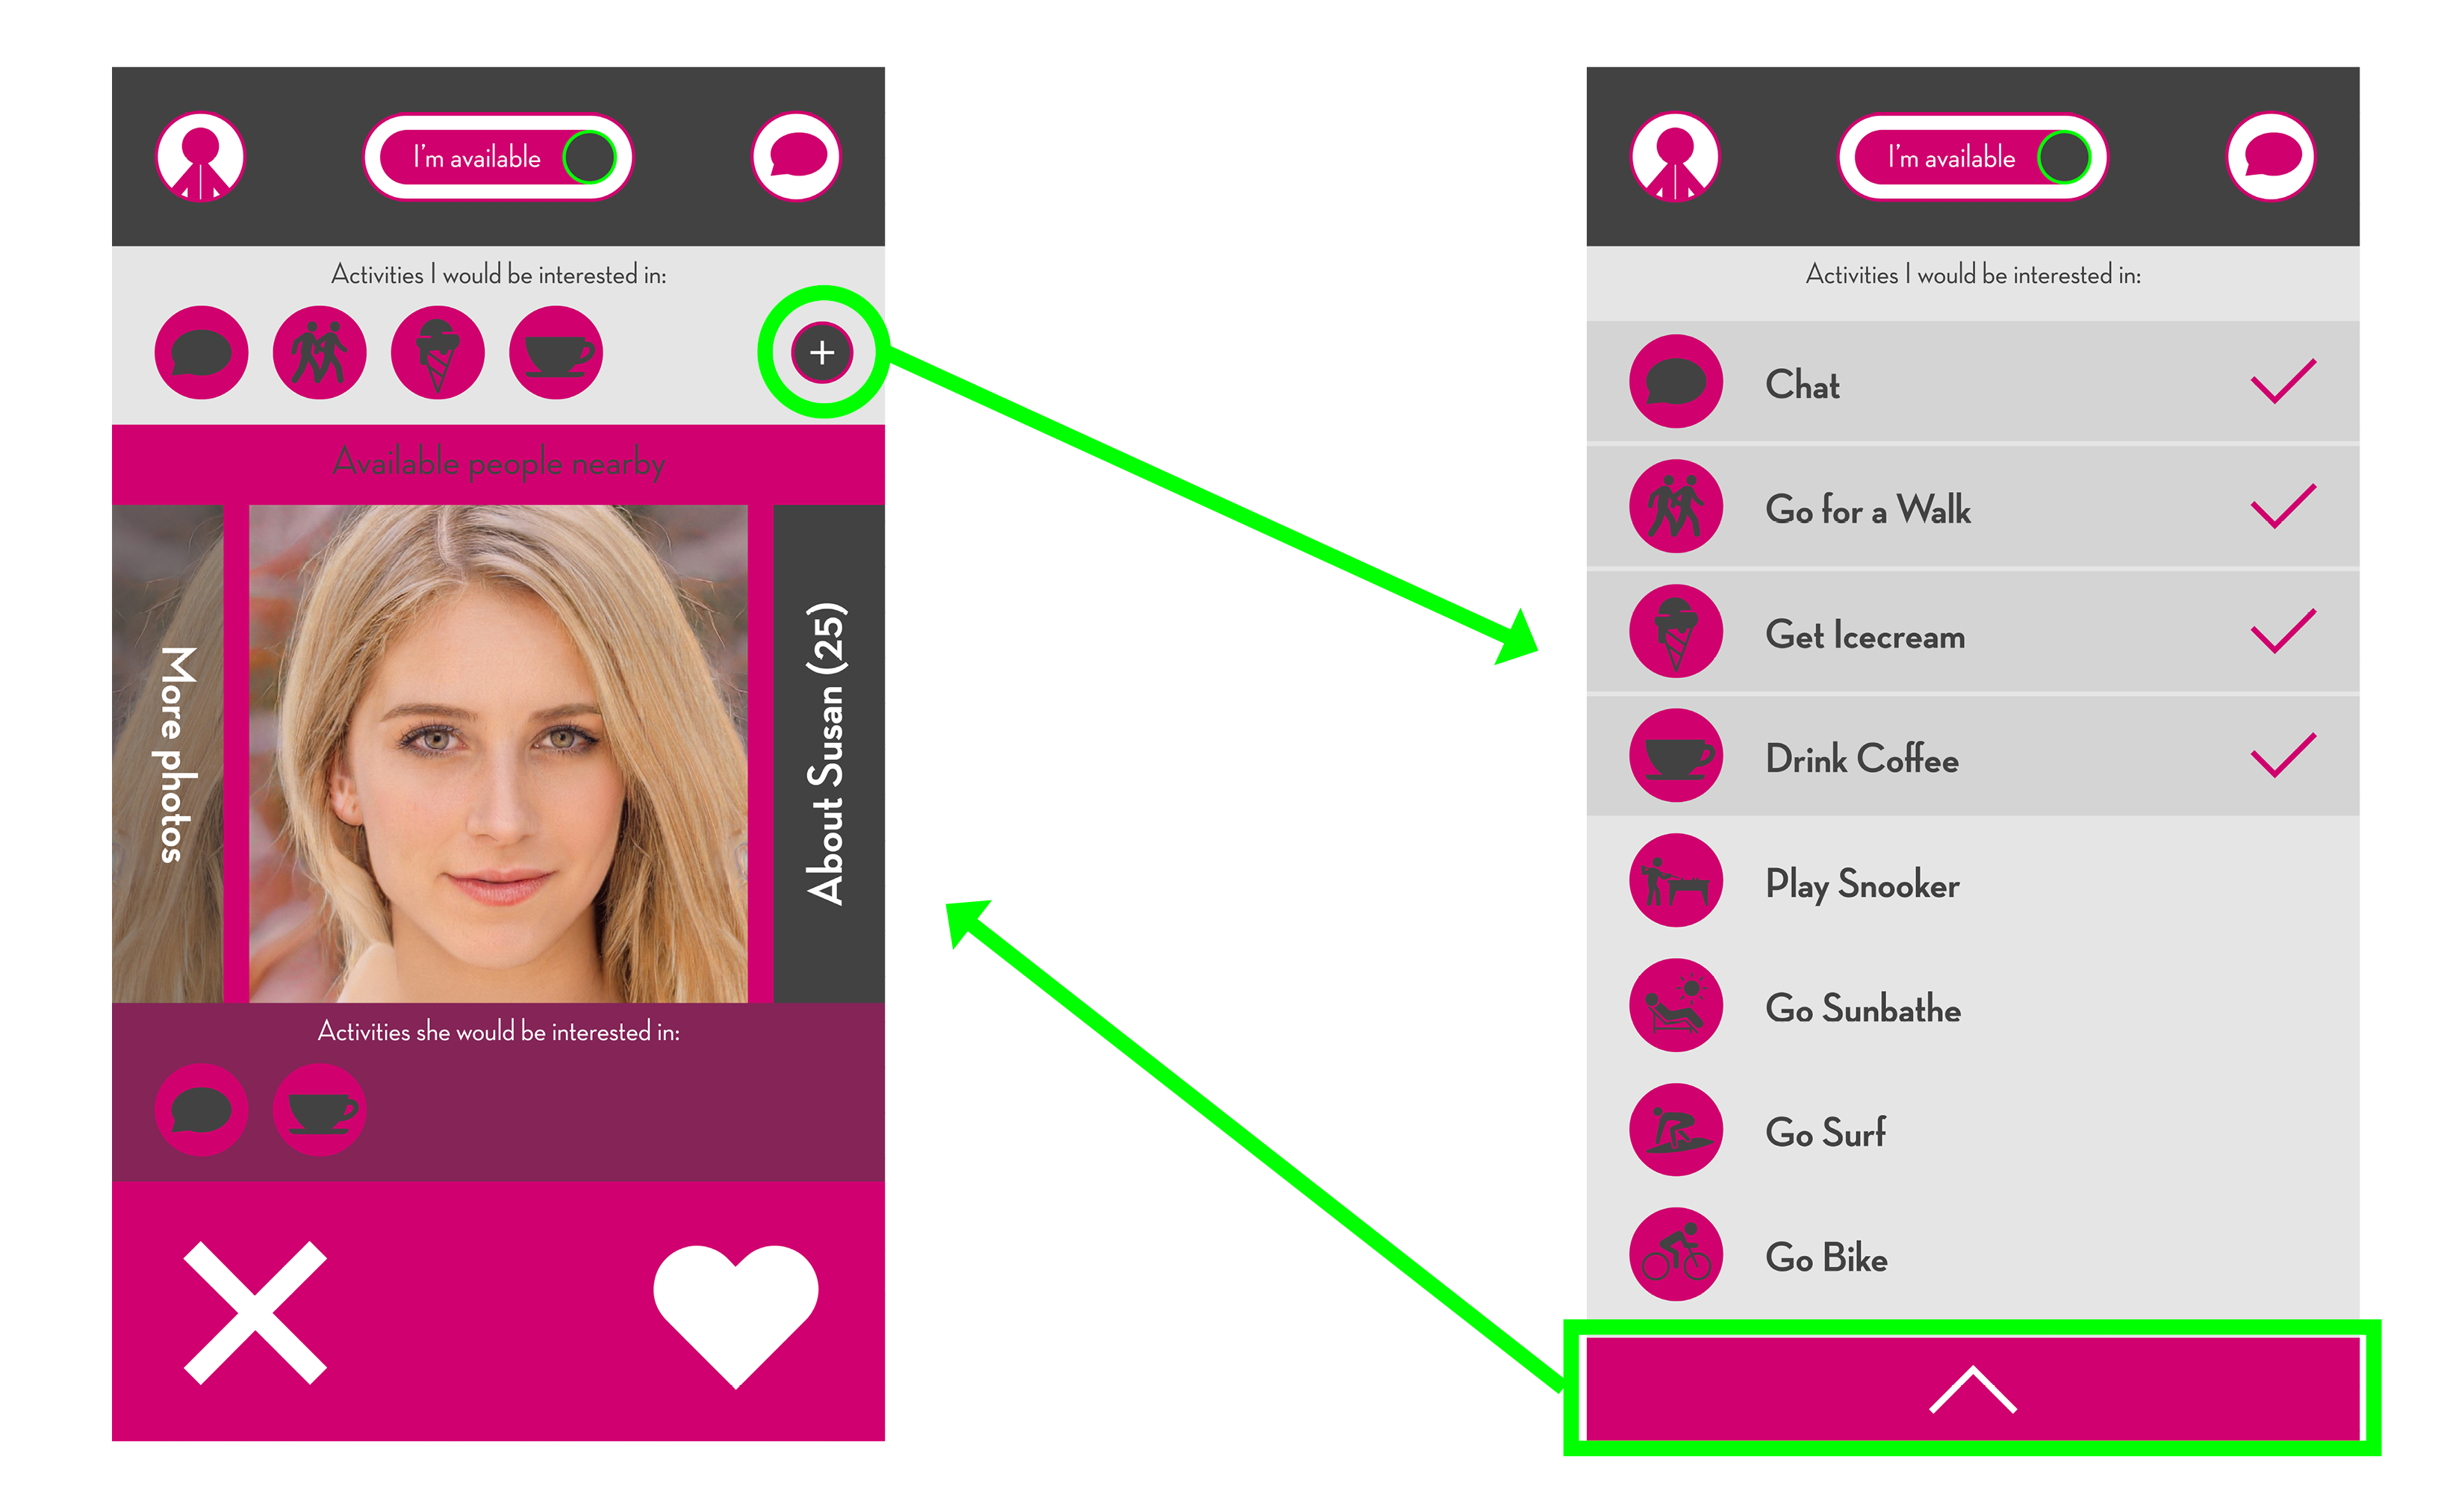 I'm available
Activities I would be interested in:
+
Available people nearby
More photos
About Susan (25)
Activities she would be interested in:
I'm available
Activities I would be interested in:
Chat
Go for a Walk
Get Icecream
Drink Coffee
Play Snooker
Go Sunbathe
Go Surf
Go Bike